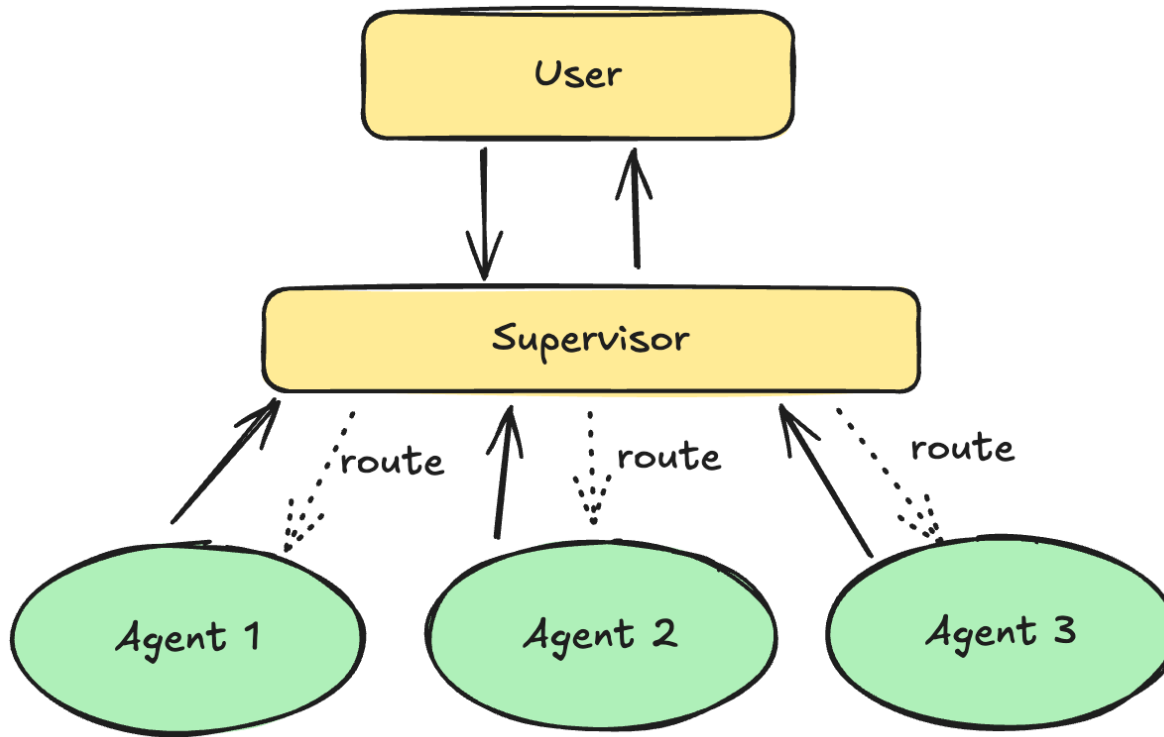 User
Supervisor
route
route
route
Agent 1
Agent 2
Agent 3